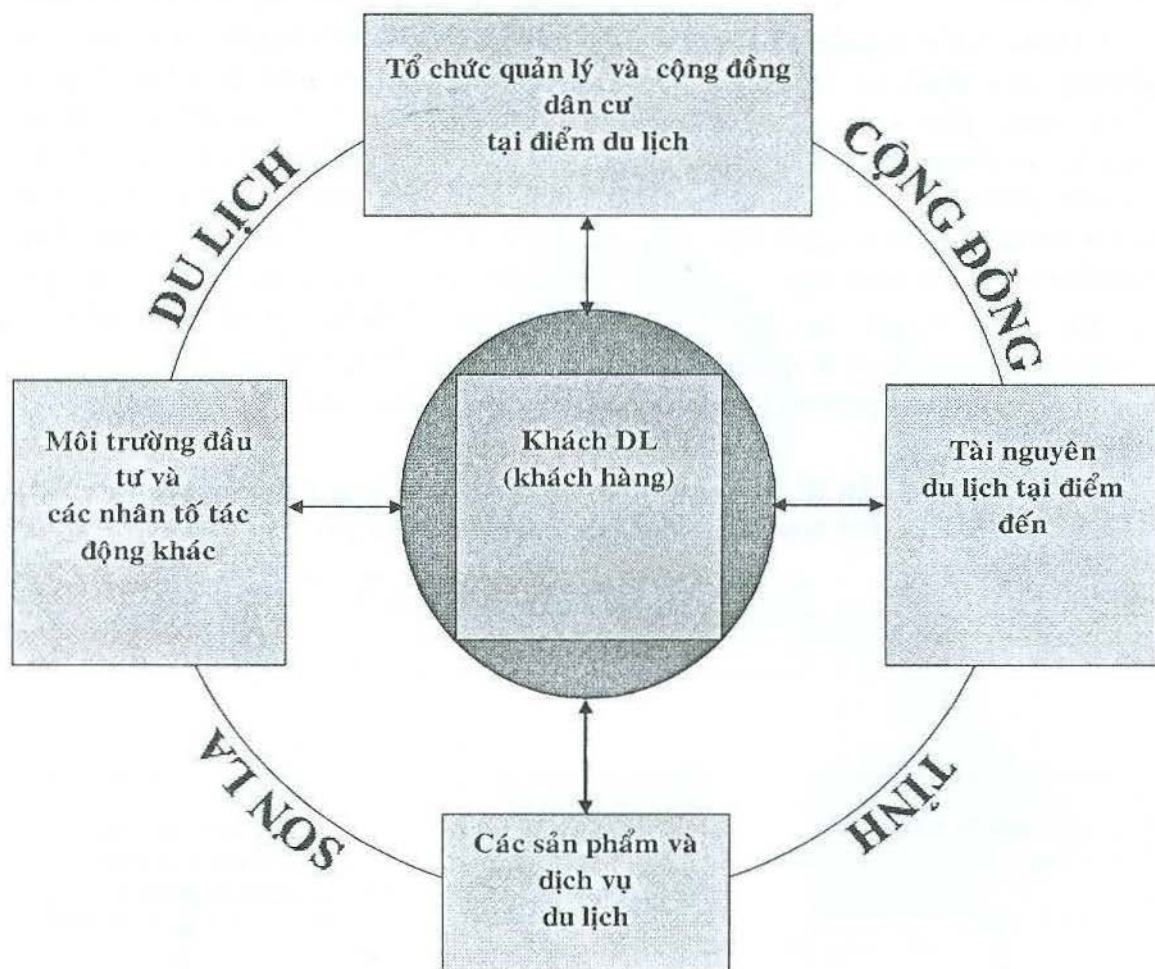 Tổ chức quản lý và cộng đồng
dân cư
tại điểm du lịch
DU LỊCH
CỘNG ĐỒNG
Môi trường đầu
tư và
các nhân tố tác
động khác
Khách DL
(khách hàng)
Tài nguyên
du lịch tại điểm
đến
SƠN LA
TỈNH
Các sản phẩm và
dịch vụ
du lịch